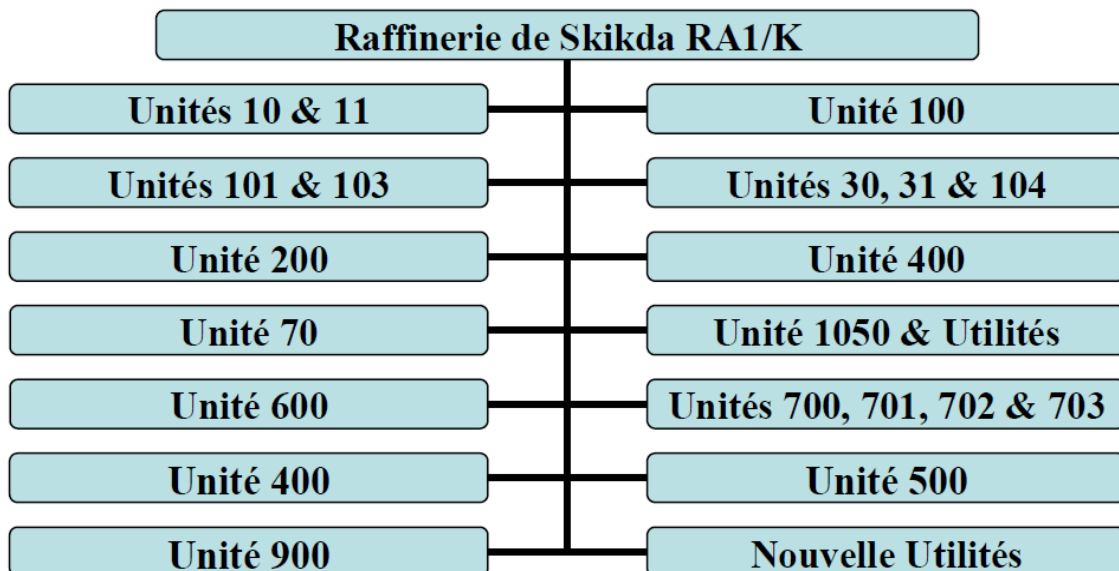 Raffinerie de Skikda RA1/K
Unités 10 & 11
Unité 100
Unités 101 & 103
Unités 30, 31 & 104
Unité 200
Unité 400
Unité 70
Unité 1050 & Utilités
Unité 600
Unités 700, 701, 702 & 703
Unité 400
Unité 500
Unité 900
Nouvelle Utilités